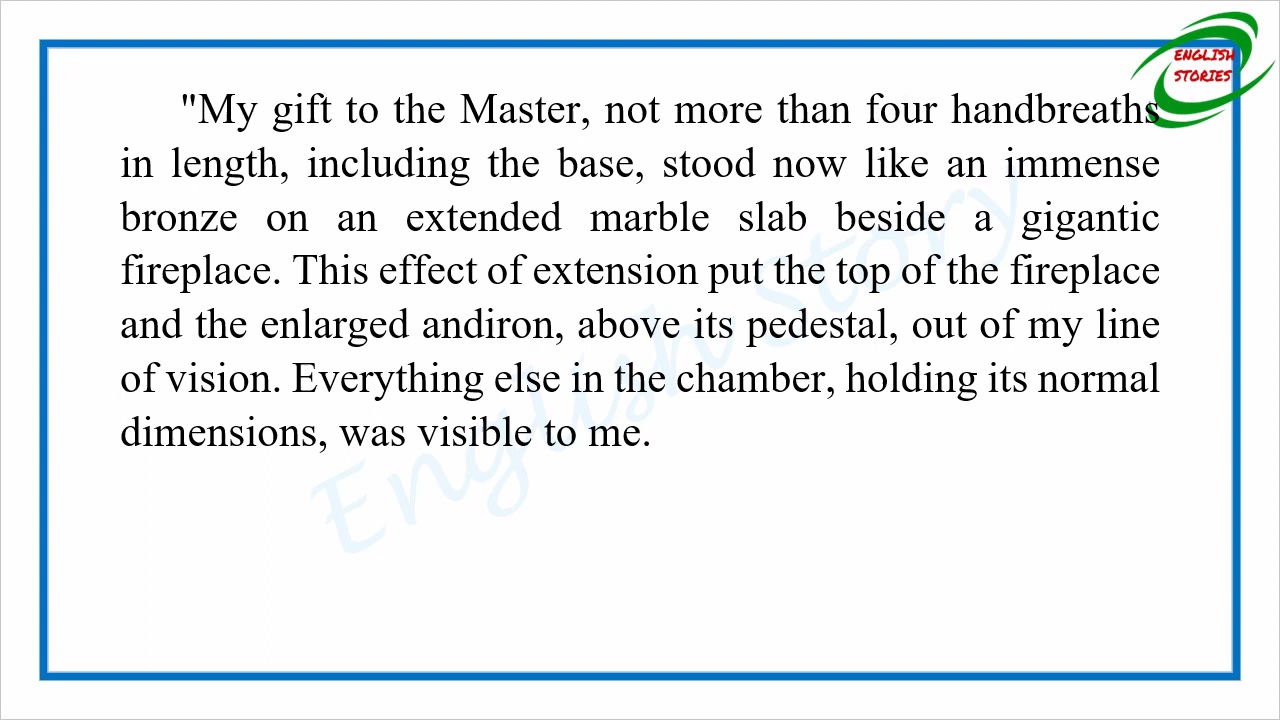 ENGLISH
STORIES
"My gift to the Master, not more than four handbreaths
in length, including the base, stood now like an immense
bronze on an extended marble slab beside a gigantic
fireplace. This effect of extension put the top of the fireplace
and the enlarged andiron, above its pedestal, out of my line
of vision. Everything else in the chamber, holding its normal
dimensions, was visible to me.
English Story